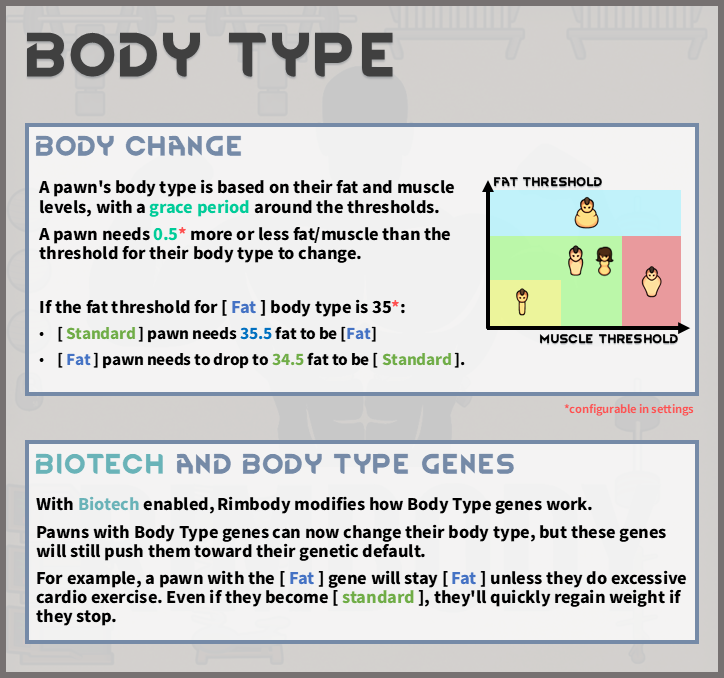 BODY TYPE
BODY CHANGE
A pawn's body type is based on their fat and muscle
levels, with a grace period around the thresholds.
A pawn needs 0.5* more or less fat/muscle than the
threshold for their body type to change.
If the fat threshold for [ Fat ] body type is 35*:
• [ Standard ] pawn needs 35.5 fat to be [Fat]
• [ Fat ] pawn needs to drop to 34.5 fat to be [ Standard ].
FAT THRESHOLD
MUSCLE THRESHOLD
*configurable in settings
BIOTECH AND BODY TYPE GENES
With Biotech enabled, Rimbody modifies how Body Type genes work.
Pawns with Body Type genes can now change their body type, but these genes
will still push them toward their genetic default.
For example, a pawn with the [ Fat ] gene will stay [ Fat ] unless they do excessive
cardio exercise. Even if they become [ standard ], they'll quickly regain weight if
they stop.